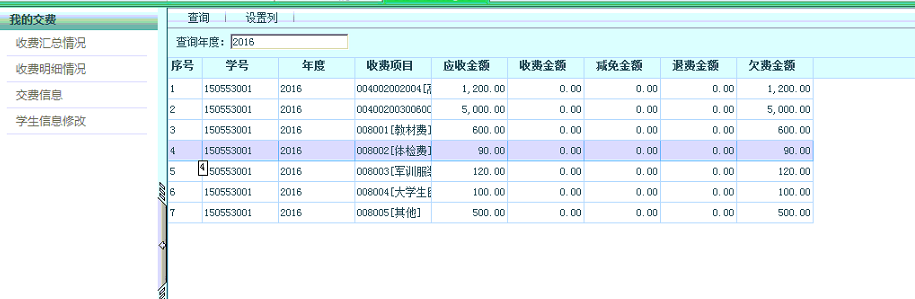 我的交费
收费汇总情况
收费明细情况
交费信息
学生信息修改
查询 设置列
查询年度: 2016
序号 学号 年度 收费项目 应收金额 收费金额 减免金额 退费金额 欠费金额
1 150553001 2016 004002002004[ 1,200.00 0.00 0.00 0.00 1,200.00
2 150553001 2016 00400200300600 5,000.00 0.00 0.00 0.00 5,000.00
3 150553001 2016 008001[教材费] 600.00 0.00 0.00 0.00 600.00
4 150553001 2016 008002[体检费] 90.00 0.00 0.00 0.00 90.00
4
5 150553001 2016 008003[军训服 120.00 0.00 0.00 0.00 120.00
6 150553001 2016 008004[大学生 100.00 0.00 0.00 0.00 100.00
7 150553001 2016 008005[其他] 500.00 0.00 0.00 0.00 500.00